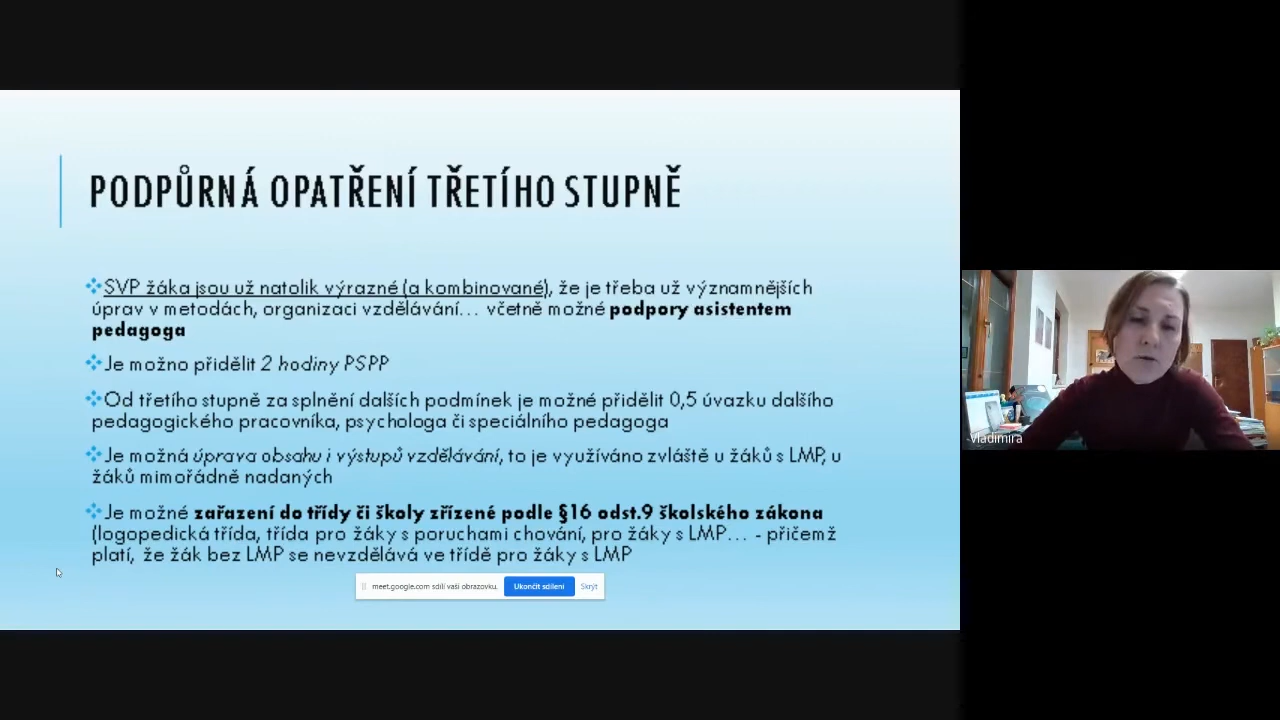 PODPŮRNÁ OPATŘENÍ TŘETÍHO STUPNĚ
SVP žáka jsou už natolik výrazné (a kombinované), že je třeba už významnějších
úprav v metodách, organizaci vzdělávání... včetně možné podpory asistentem
pedagoga
Je možno přidělit 2 hodiny PSPP
Od třetího stupně za splnění dalších podmínek je možné přidělit 0,5 úvazku dalšího
pedagogického pracovníka, psychologa či speciálního pedagoga
Je možná úprava obsahu i výstupů vzdělávání, to je využíváno zvláště u žáků s LMP, u
žáků mimořádně nadaných
Je možné zařazení do třídy či školy zřízené podle §16 odst.9 školského zákona
(logopedická třída, třída pro žáky s poruchami chování, pro žáky s LMP... - přičemž
platí, že žák bez LMP se nevzdělává ve třídě pro žáky s LMP
meet.google.com sdílí vaši obrazovku. Ukončit sdílení Skrýt
Vladimíra